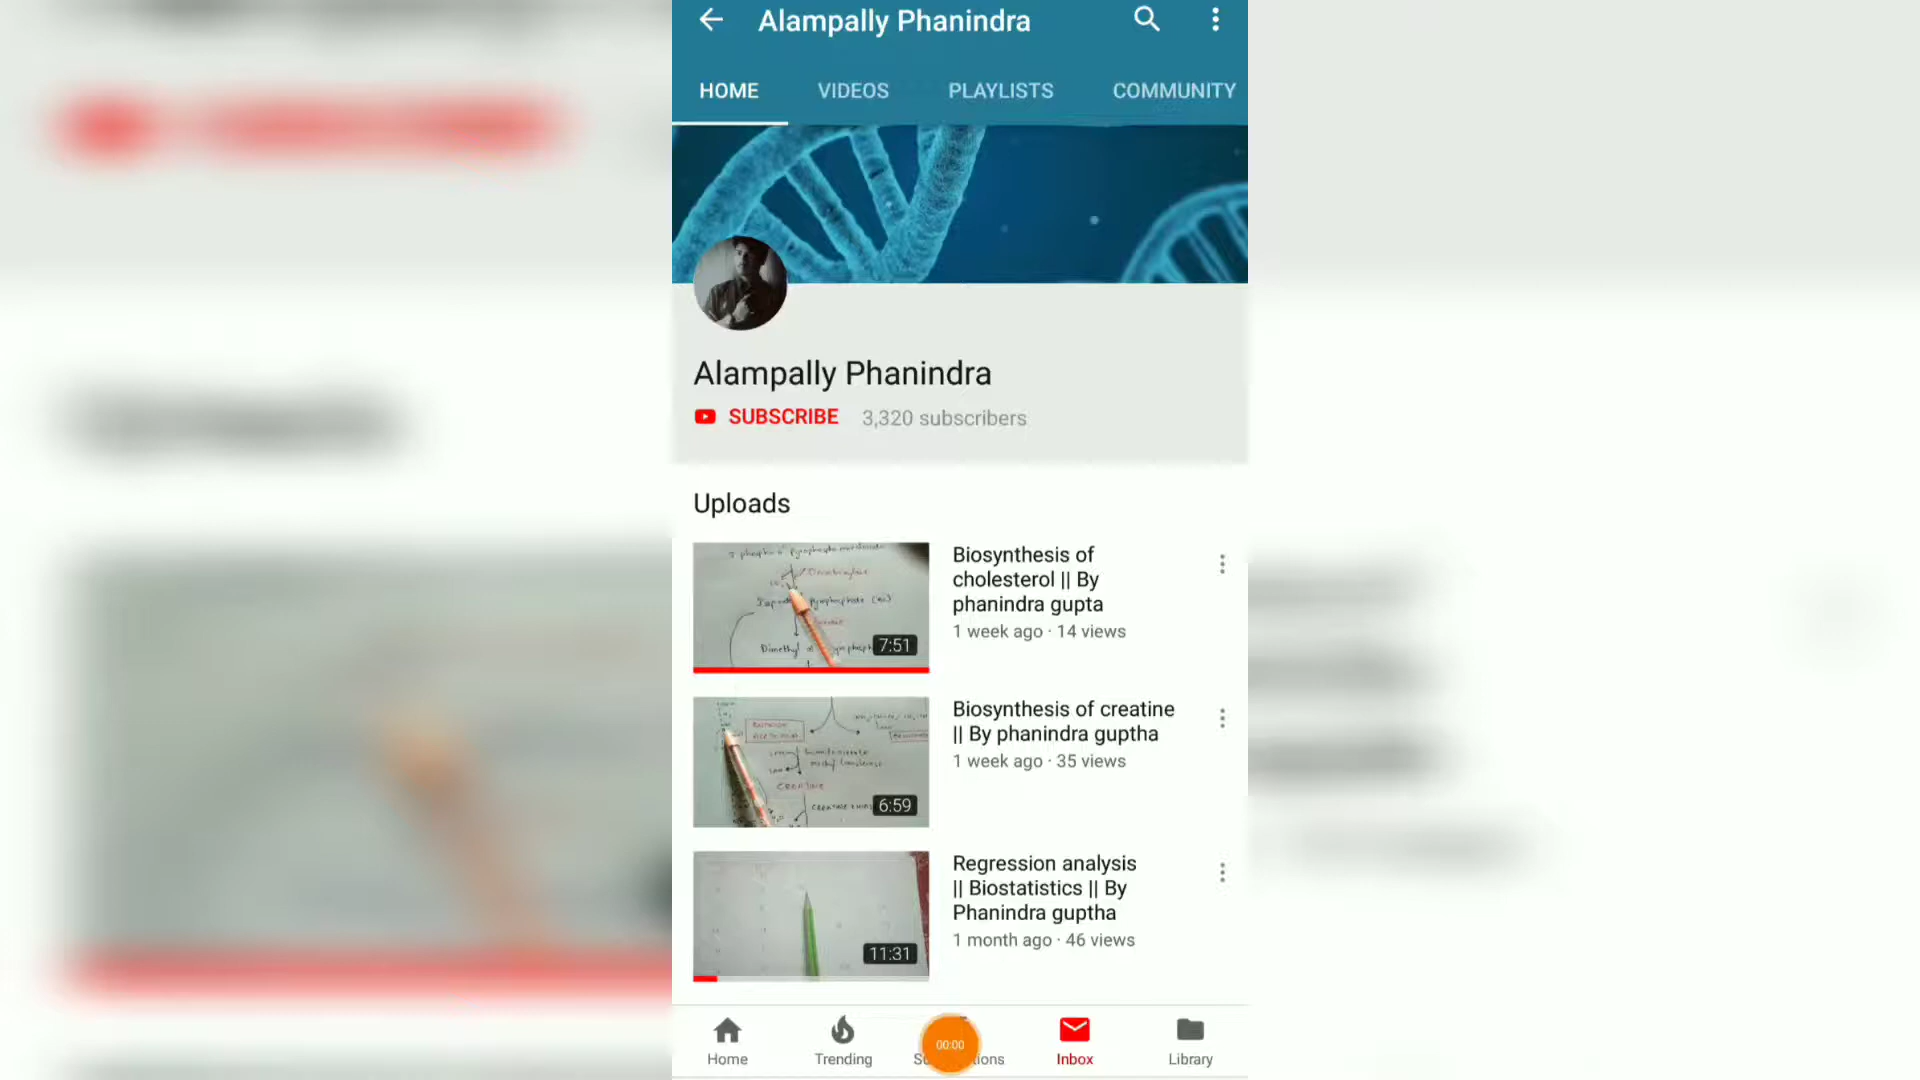 Alampally Phanindra
HOME VIDEOS PLAYLISTS COMMUNITY
Alampally Phanindra
SUBSCRIBE 3,320 subscribers
Uploads
7:51
Biosynthesis of
cholesterol || By
phanindra gupta
1 week ago · 14 views
CREATINE
6:59
Biosynthesis of creatine
|| By phanindra guptha
1 week ago · 35 views
11:31
Regression analysis
|| Biostatistics || By
Phanindra guptha
1 month ago · 46 views
00:00
Home Trending Inbox Library